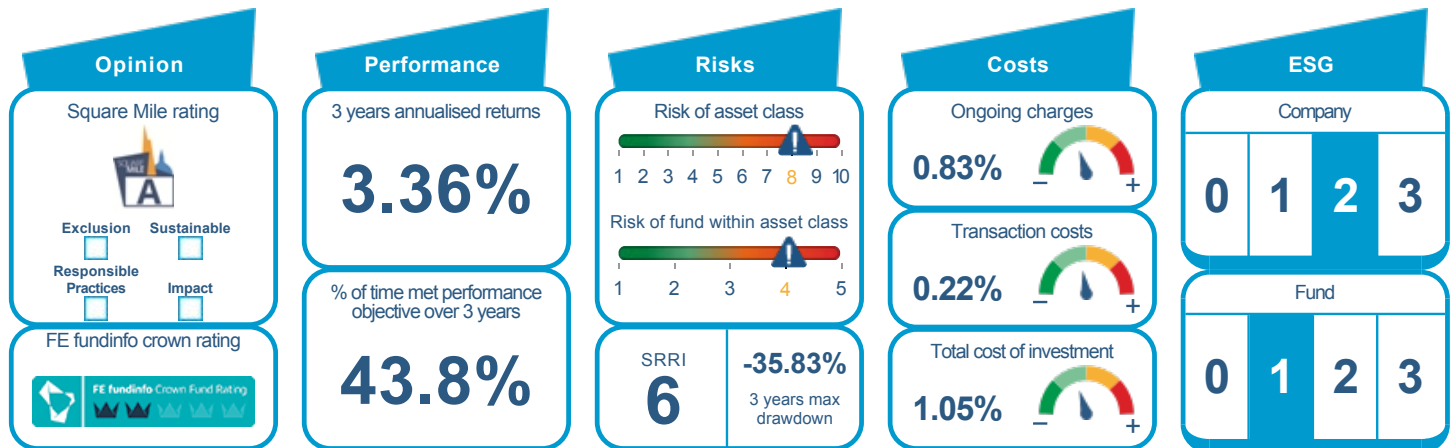 Opinion
Square Mile rating
SQUARE
MILE
A
Exclusion Sustainable
Responsible
Practices Impact
FE fundinfo crown rating
FE fundinfo Crown Fund Rating
Performance
3 years annualised returns
3.36%
% of time met performance
objective over 3 years
43.8%
Risks
Risk of asset class
1 2 3 4 5 6 7 8 9 10
Risk of fund within asset class
1 2 3 4 5
SRRI
6
-35.83%
3 years max
drawdown
Costs
Ongoing charges
0.83%
− +
Transaction costs
0.22%
− +
Total cost of investment
1.05%
− +
ESG
Company
0 1 2 3
Fund
0 1 2 3